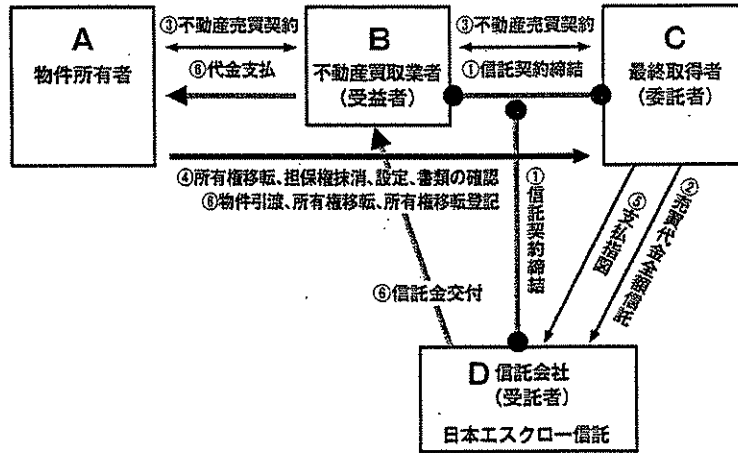 A
物件所有者
③不動産売買契約
⑥代金支払
B
不動産買取業者
(受益者)
③不動産売買契約
①信託契約締結
C
最終取得者
(委託者)
④所有権移転、担保権抹消、設定、書類の確認
⑥物件引渡、所有権移転、所有権移転登記
①信託契約締結
⑤支払指図
②売買代金全額信託
⑥信託金交付
D 信託会社
(受託者)
日本エスクロー信託